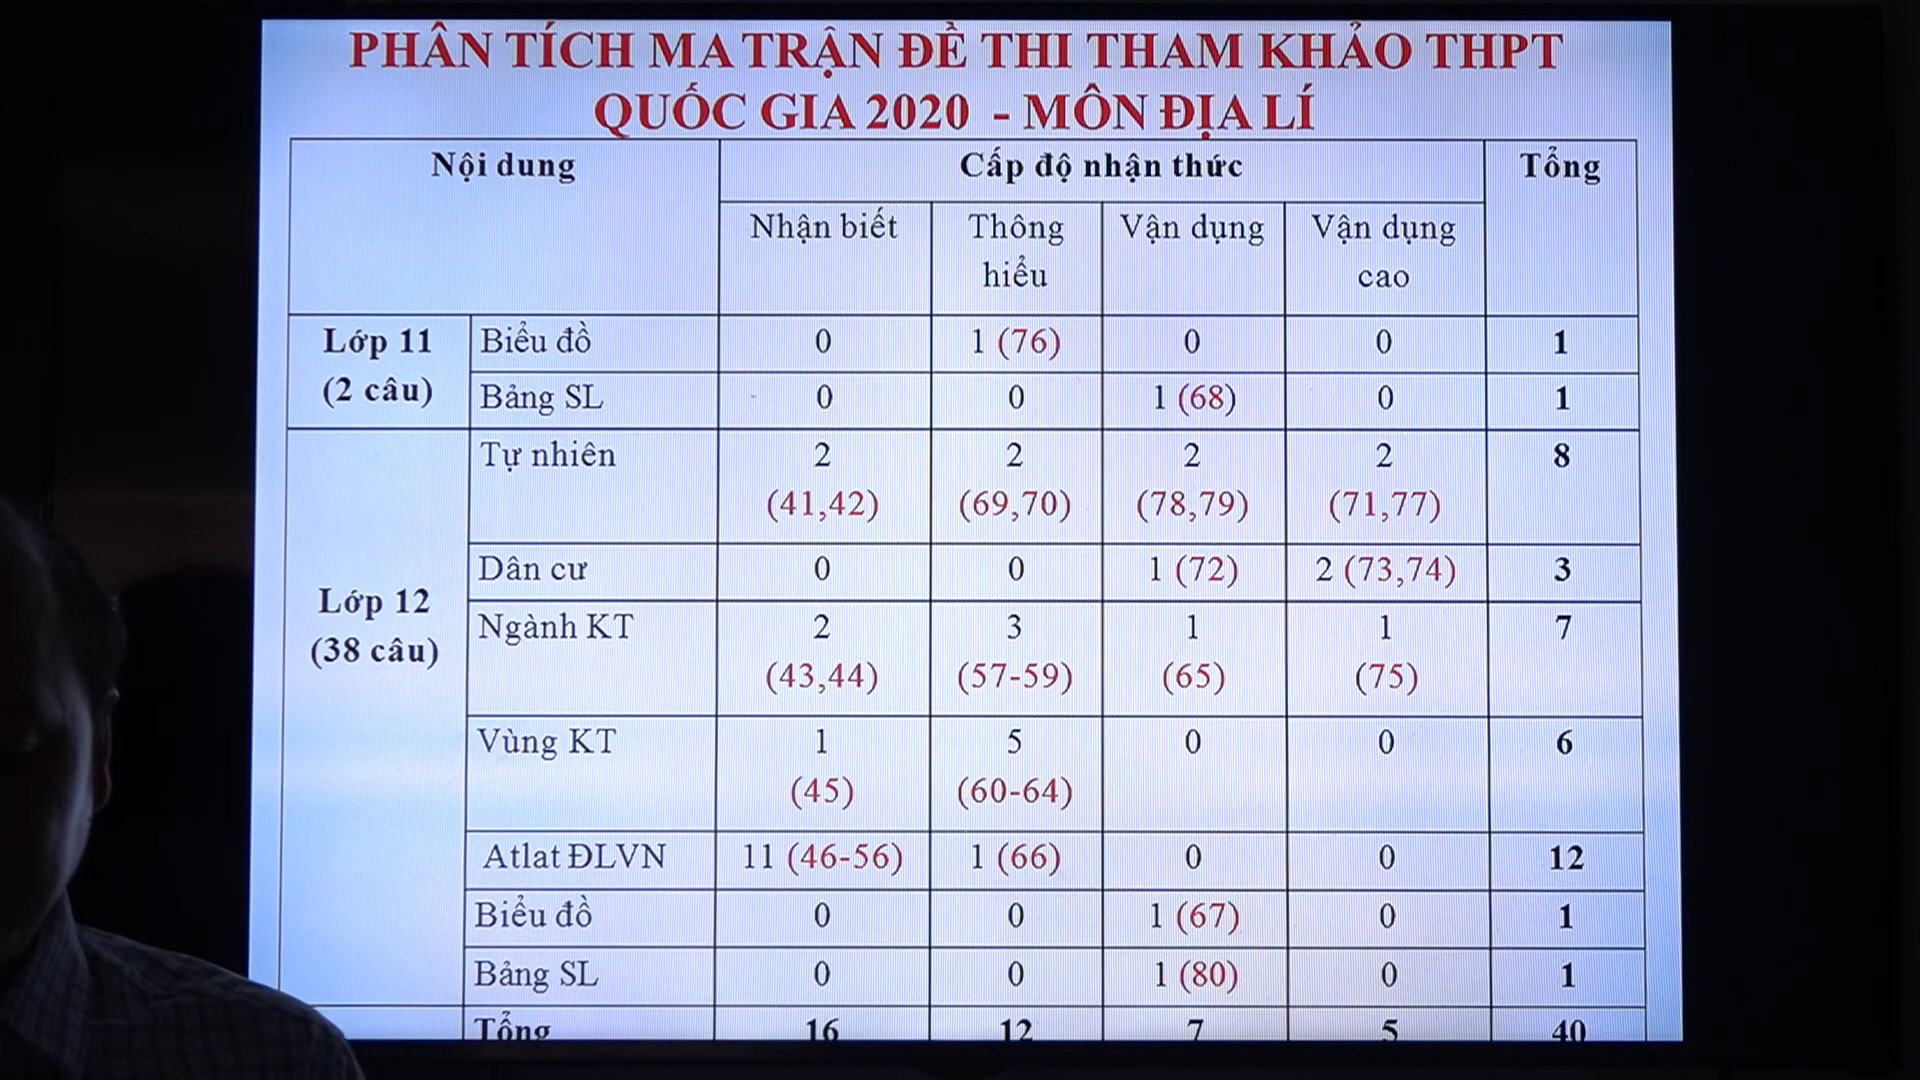 PHÂN TÍCH MA TRẬN ĐỀ THI THAM KHẢO THPT
QUỐC GIA 2020 - MÔN ĐỊA LÍ
Nội dung Cấp độ nhận thức Tổng
Nhận biết Thông hiểu Vận dụng Vận dụng cao
Lớp 11 (2 câu)
Biểu đồ 0 1 (76) 0 0 1
Bảng SL 0 0 1 (68) 0 1
Lớp 12 (38 câu)
Tự nhiên 2 2 2 2 8
(41,42) (69,70) (78,79) (71,77)
Dân cư 0 0 1 (72) 2 (73,74) 3
Ngành KT 2 3 1 1 7
(43,44) (57-59) (65) (75)
Vùng KT 1 5 0 0 6
(45) (60-64)
Atlat ĐLVN 11 (46-56) 1 (66) 0 0 12
Biểu đồ 0 0 1 (67) 0 1
Bảng SL 0 0 1 (80) 0 1
Tổng 16 12 7 5 40